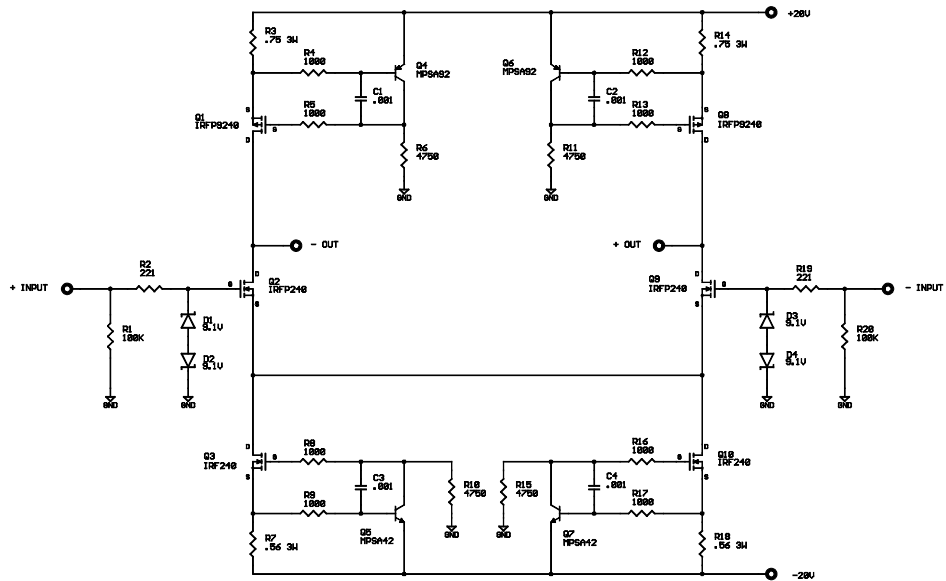 +20V
R3
.75 3W
R4
1000
Q4
MPSA92
Q6
MPSA92
R12
1000
R14
.75 3W
C1
.001
C2
.001
S
Q1
IRFP9240
G
D
R5
1000
R13
1000
G
S
Q8
IRFP9240
D
R6
4750
R11
4750
GND
GND
- OUT
+ OUT
+ INPUT
R2
221
G
D
Q2
IRFP240
S
D
Q9
IRFP240
S
G
R19
221
- INPUT
R1
100K
D1
9.1V
D2
9.1V
D3
9.1V
D4
9.1V
R20
100K
GND
GND
GND
GND
D
Q3
IRF240
S
G
R8
1000
R16
1000
G
D
Q10
IRF240
S
C3
.001
R10
4750
R15
4750
C4
.001
R9
1000
R17
1000
Q5
MPSA42
GND
GND
Q7
MPSA42
R7
.56 3W
R18
.56 3W
-20V